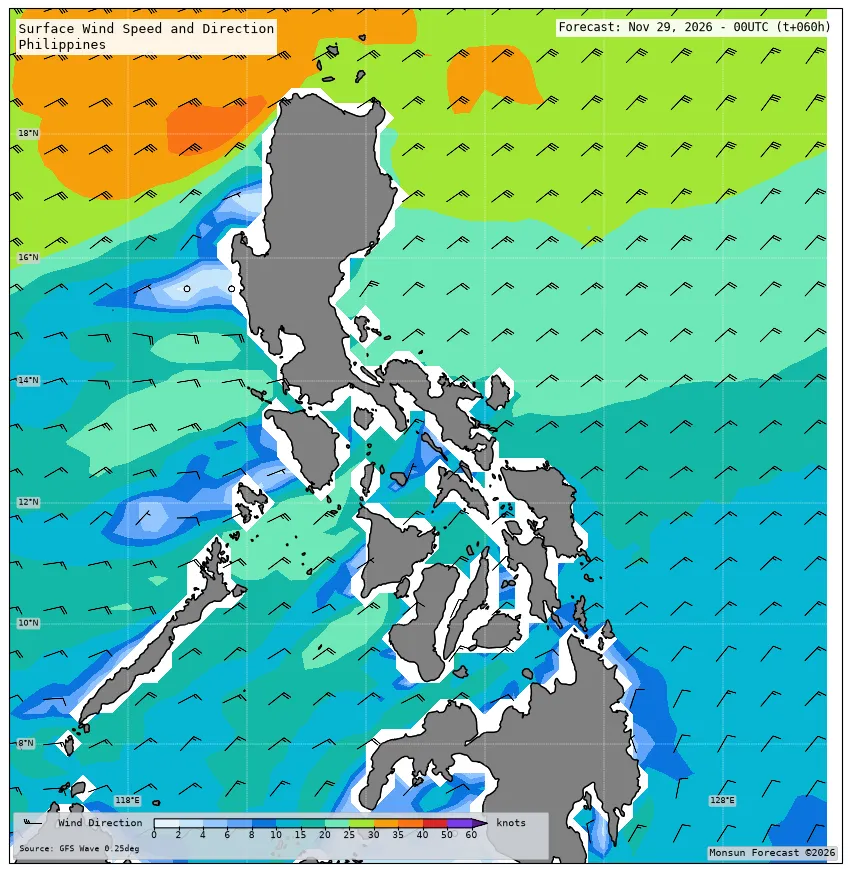 Surface Wind Speed and Direction
Philippines
Forecast: Nov 29, 2026 - 00UTC (t+060h)
18°N
16°N
14°N
12°N
10°N
8°N
118°E
128°E
Wind Direction
0 2 4 6 8 10 15 20 25 30 35 40 50 60 knots
Source: GFS Wave 0.25deg
Monsun Forecast ©2026